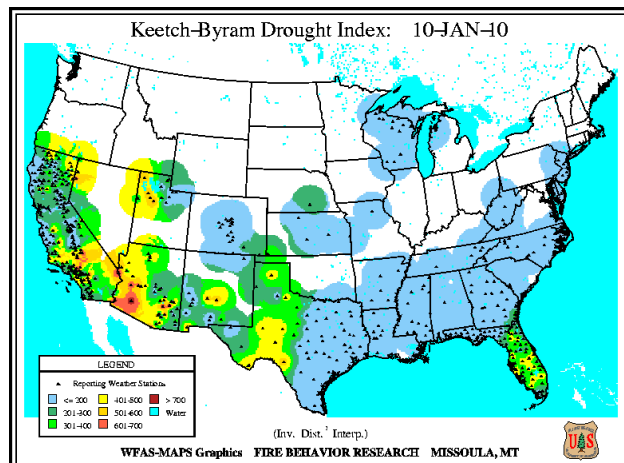 Keetch-Byram Drought Index: 10-JAN-10
LEGEND
Reporting Weather Stations
<= 200
401-500
> 700
201-300
501-600
Water
301-400
601-700
(Inv. Dist.² Interp.)
WFAS-MAPS Graphics FIRE BEHAVIOR RESEARCH MISSOULA, MT
U S